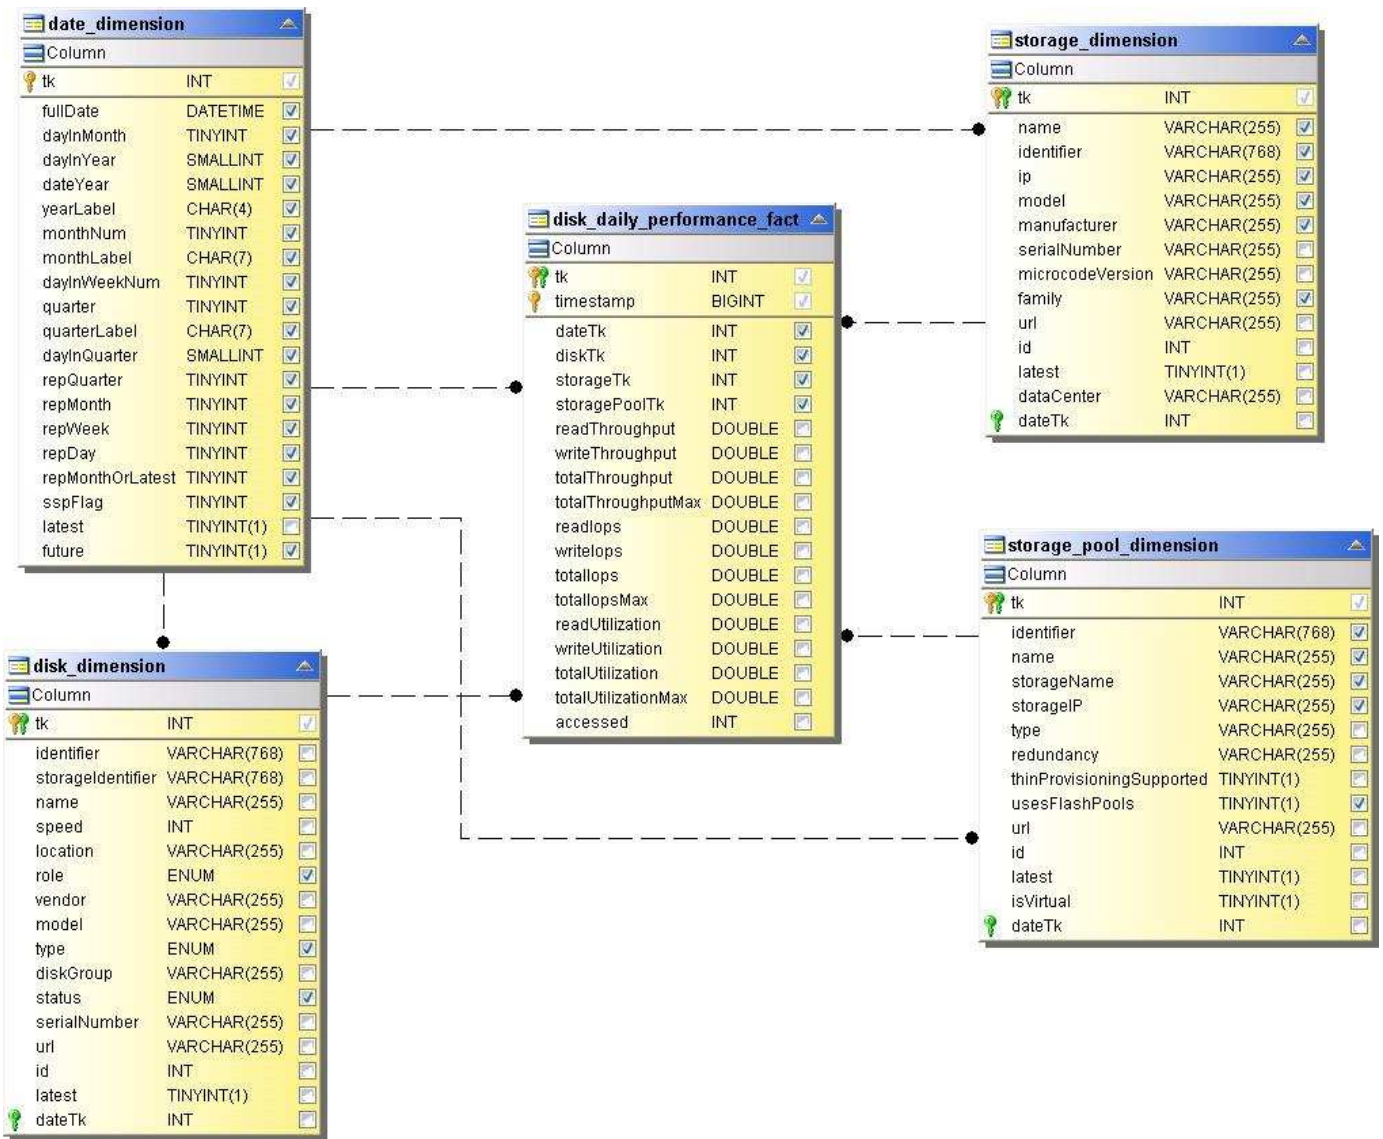 date_dimension
Column
tk INT
fullDate DATETIME
dayInMonth TINYINT
dayInYear SMALLINT
dateYear SMALLINT
yearLabel CHAR(4)
monthNum TINYINT
monthLabel CHAR(7)
dayInWeekNum TINYINT
quarter TINYINT
quarterLabel CHAR(7)
dayInQuarter SMALLINT
repQuarter TINYINT
repMonth TINYINT
repWeek TINYINT
repDay TINYINT
repMonthOrLatest TINYINT
sspFlag TINYINT
latest TINYINT(1)
future TINYINT(1)
disk_dimension
Column
tk INT
identifier VARCHAR(768)
storageIdentifier VARCHAR(768)
name VARCHAR(255)
speed INT
location VARCHAR(255)
role ENUM
vendor VARCHAR(255)
model VARCHAR(255)
type ENUM
diskGroup VARCHAR(255)
status ENUM
serialNumber VARCHAR(255)
url VARCHAR(255)
id INT
latest TINYINT(1)
dateTk INT
disk_daily_performance_fact
Column
tk INT
timestamp BIGINT
dateTk INT
diskTk INT
storageTk INT
storagePoolTk INT
readThroughput DOUBLE
writeThroughput DOUBLE
totalThroughput DOUBLE
totalThroughputMax DOUBLE
readIops DOUBLE
writeIops DOUBLE
totalIops DOUBLE
totalIopsMax DOUBLE
readUtilization DOUBLE
writeUtilization DOUBLE
totalUtilization DOUBLE
totalUtilizationMax DOUBLE
accessed INT
storage_dimension
Column
tk INT
name VARCHAR(255)
identifier VARCHAR(768)
ip VARCHAR(255)
model VARCHAR(255)
manufacturer VARCHAR(255)
serialNumber VARCHAR(255)
microcodeVersion VARCHAR(255)
family VARCHAR(255)
url VARCHAR(255)
id INT
latest TINYINT(1)
dataCenter VARCHAR(255)
dateTk INT
storage_pool_dimension
Column
tk INT
identifier VARCHAR(768)
name VARCHAR(255)
storageName VARCHAR(255)
storageIP VARCHAR(255)
type VARCHAR(255)
redundancy VARCHAR(255)
thinProvisioningSupported TINYINT(1)
usesFlashPools TINYINT(1)
url VARCHAR(255)
id INT
latest TINYINT(1)
isVirtual TINYINT(1)
dateTk INT